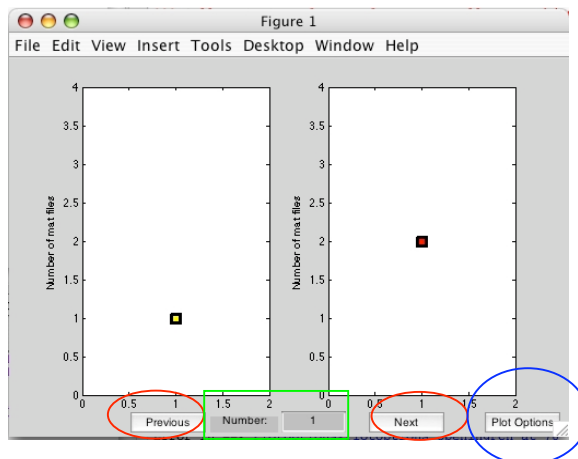 Figure 1
File Edit View Insert Tools Desktop Window Help
4
3.5
3
2.5
2
1.5
1
0.5
0
Number of mat files
0 0.5 1 1.5 2
4
3.5
3
2.5
2
1.5
1
0.5
0
Number of mat files
0 0.5 1 1.5 2
Previous
Number: 1
Next
Plot Options